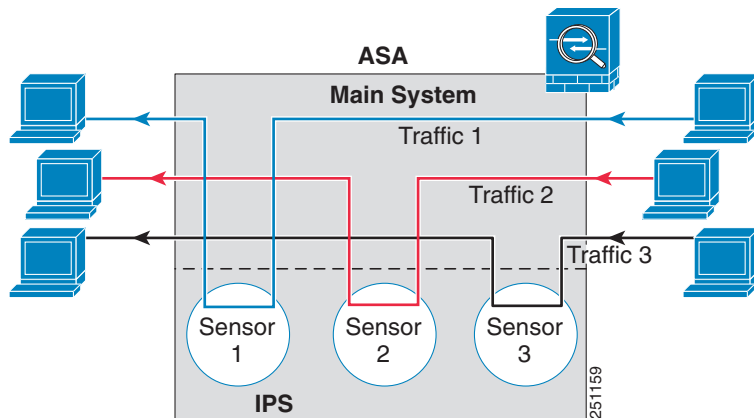 ASA
Main System
Traffic 1
Traffic 2
Traffic 3
Sensor
1
Sensor
2
Sensor
3
IPS
251159